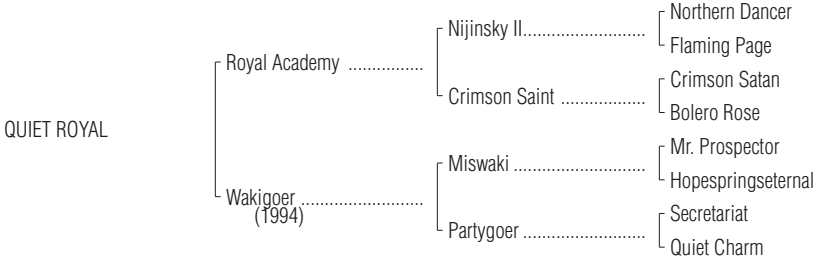 Northern Dancer
Nijinsky II..........................
Flaming Page
Royal Academy ................
Crimson Satan
Crimson Saint ..................
Bolero Rose
QUIET ROYAL
Mr. Prospector
Miswaki ............................
Hopespringseternal
Wakigoer ..........................
(1994)
Secretariat
Partygoer ..........................
Quiet Charm